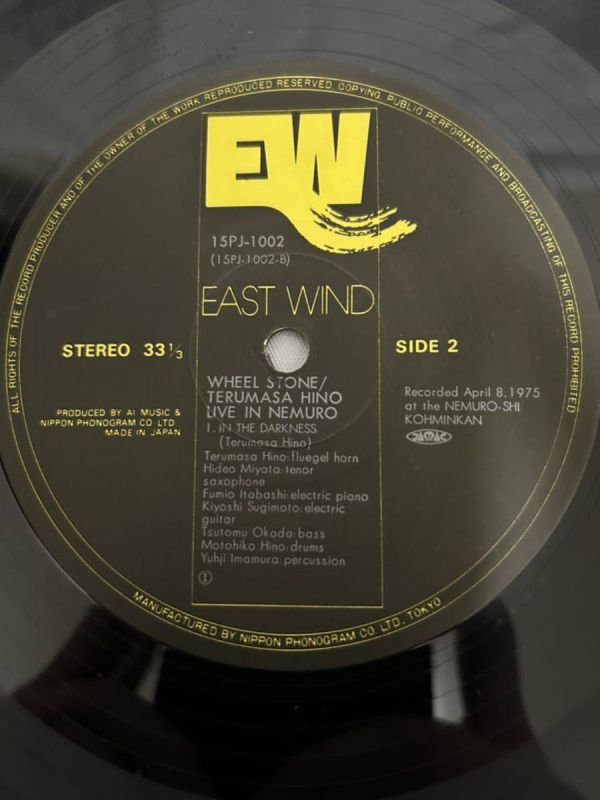 ALL RIGHTS OF THE RECORD PRODUCER AND OF THE OWNER OF THE WORK REPRODUCED RESERVED COPYING, PUBLIC PERFORMANCE AND BROADCASTING OF THIS RECORD PROHIBITED
EW
15PJ-1002
(15PJ-1002-B)
EAST WIND
STEREO 33⅓
SIDE 2
PRODUCED BY AI MUSIC &
NIPPON PHONOGRAM CO LTD
MADE IN JAPAN
WHEEL STONE/
TERUMASA HINO
LIVE IN NEMURO
1. IN THE DARKNESS
(Terumasa Hino)
Terumasa Hino:fluegel horn
Hideo Miyata:tenor
saxophone
Fumio Itabashi:electric piano
Kiyoshi Sugimoto:electric
guitar
Tsutomu Okada:bass
Motohiko Hino:drums
Yuhji Imamura:percussion
①
Recorded April 8, 1975
at the NEMURO-SHI
KOHMINKAN
MANUFACTURED BY NIPPON PHONOGRAM CO. LTD., TOKYO